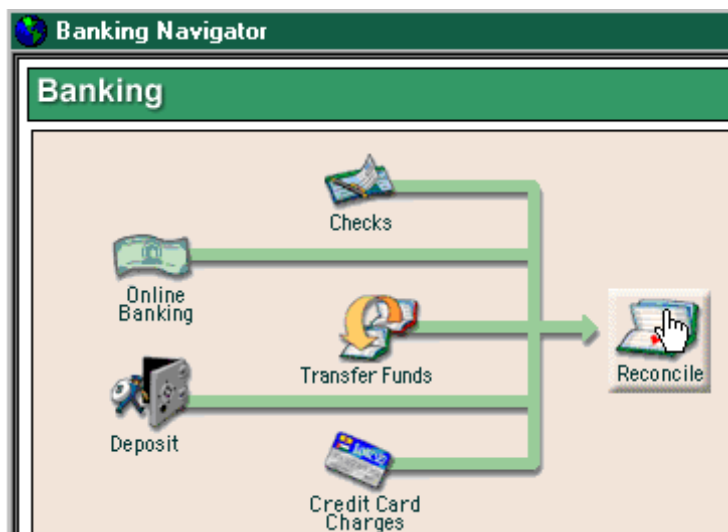 Banking Navigator
Banking
Checks
Online
Banking
Transfer Funds
Reconcile
Deposit
Credit Card
Charges